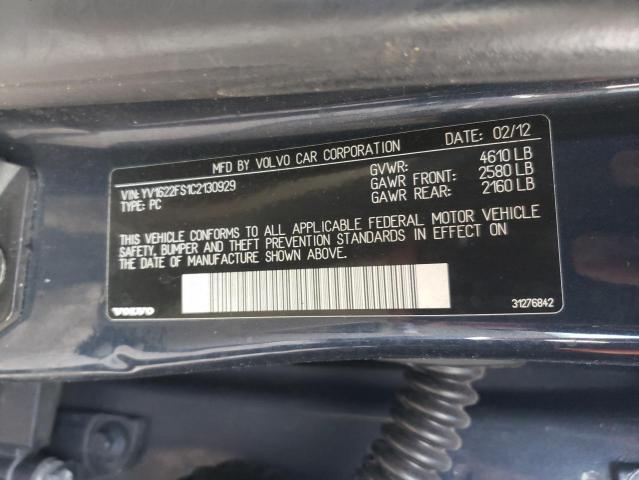 MFD BY VOLVO CAR CORPORATION DATE: 02/12
VIN: YV1622FS1C2130929
TYPE: PC
GVWR: 4610 LB
GAWR FRONT: 2580 LB
GAWR REAR: 2160 LB
THIS VEHICLE CONFORMS TO ALL APPLICABLE FEDERAL MOTOR VEHICLE
SAFETY, BUMPER AND THEFT PREVENTION STANDARDS IN EFFECT ON
THE DATE OF MANUFACTURE SHOWN ABOVE.
VOLVO
31276842